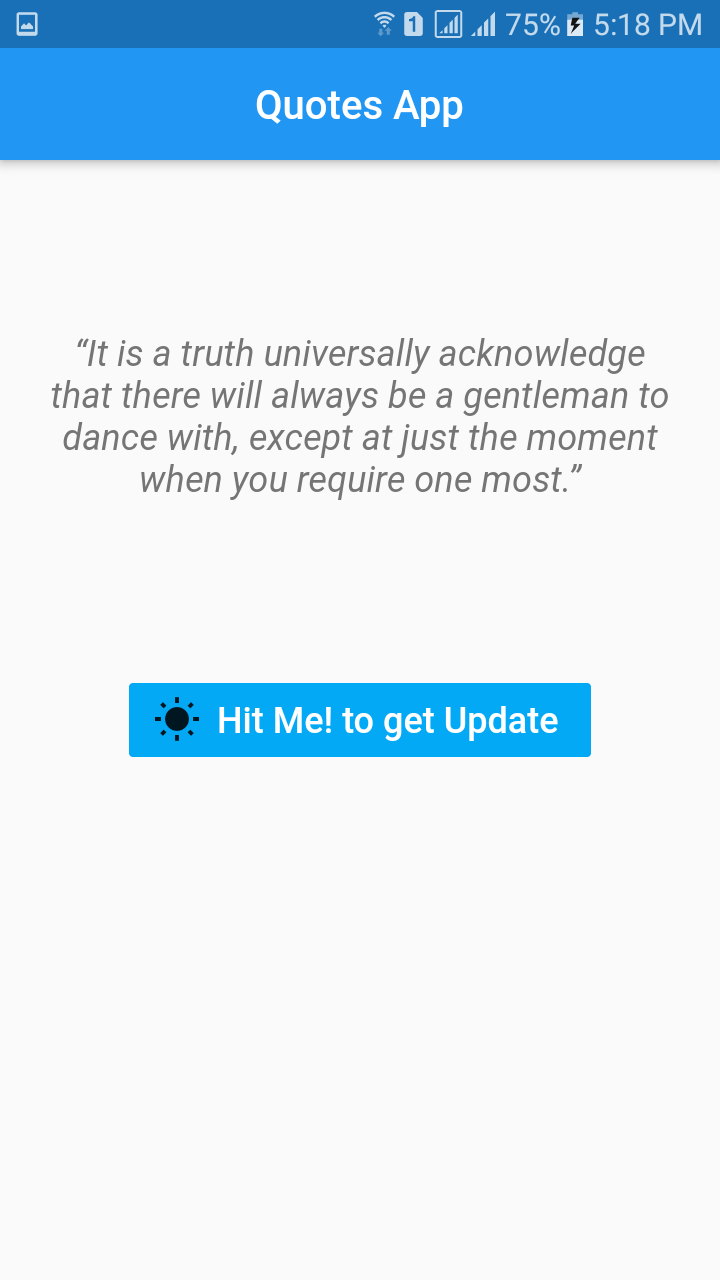 1 75% 5:18 PM
Quotes App
“It is a truth universally acknowledge
that there will always be a gentleman to
dance with, except at just the moment
when you require one most.”
Hit Me! to get Update